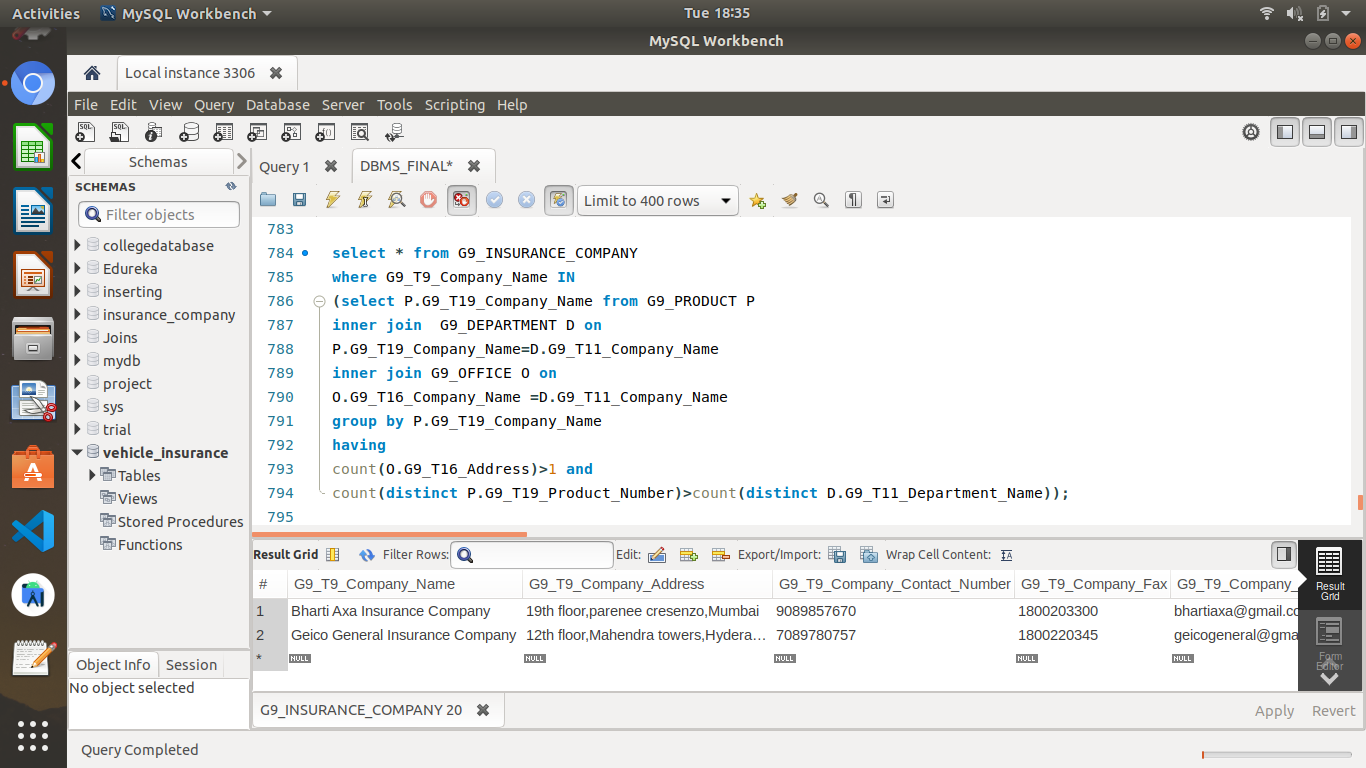 Activities MySQL Workbench Tue 18:35
MySQL Workbench
Local instance 3306
File Edit View Query Database Server Tools Scripting Help
Schemas
Query 1 DBMS_FINAL*
SCHEMAS
Limit to 400 rows
Filter objects
collegedatabase
Edureka
inserting
insurance_company
Joins
mydb
project
sys
trial
vehicle_insurance
Tables
Views
Stored Procedures
Functions
783
784 select * from G9_INSURANCE_COMPANY
785 where G9_T9_Company_Name IN
786 (select P.G9_T19_Company_Name from G9_PRODUCT P
787 inner join  G9_DEPARTMENT D on
788 P.G9_T19_Company_Name=D.G9_T11_Company_Name
789 inner join G9_OFFICE O on
790 O.G9_T16_Company_Name =D.G9_T11_Company_Name
791 group by P.G9_T19_Company_Name
792 having
793 count(O.G9_T16_Address)>1 and
794 count(distinct P.G9_T19_Product_Number)>count(distinct D.G9_T11_Department_Name));
795
Result Grid Filter Rows: Edit: Export/Import: Wrap Cell Content: IA
# G9_T9_Company_Name G9_T9_Company_Address G9_T9_Company_Contact_Number G9_T9_Company_Fax G9_T9_Company_
1 Bharti Axa Insurance Company 19th floor,parenee cresenzo,Mumbai 9089857670 1800203300 bhartiaxa@gmail.co
2 Geico General Insurance Company 12th floor,Mahendra towers,Hydera... 7089780757 1800220345 geicogeneral@gma
* NULL NULL NULL NULL NULL
Result
Grid
Form
Editor
Object Info Session
No object selected
G9_INSURANCE_COMPANY 20 Apply Revert
Query Completed